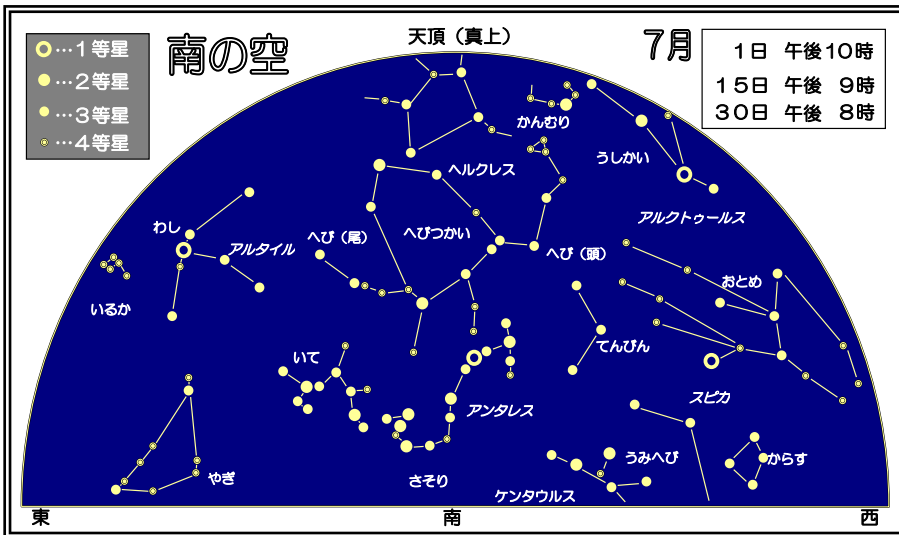 天頂（真上）
…1等星
…2等星
…3等星
…4等星
南の空
7月
1日 午後10時
15日 午後 9時
30日 午後 8時
かんむり
うしかい
ヘルクレス
アルクトゥールス
わし
アルタイル
へび（尾）
へびつかい
へび（頭）
おとめ
いるか
いて
てんびん
スピカ
アンタレス
やぎ
さそり
うみへび
からす
ケンタウルス
東
南
西